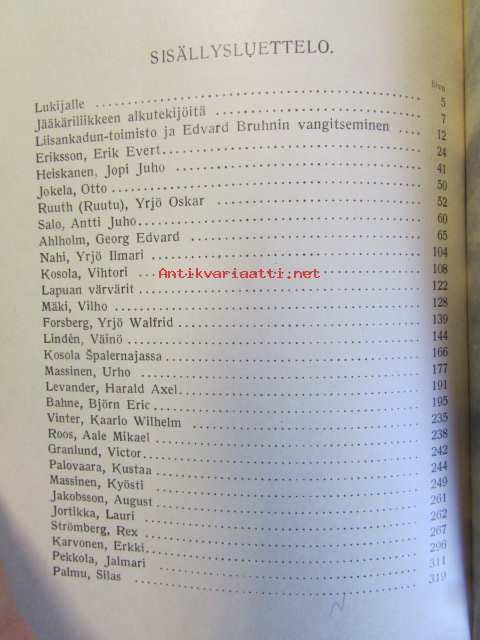 SISÄLLYSLUETTELO.
Sivu
Lukijalle 5
Jääkäriliikkeen alkutekijöitä 7
Liisankadun-toimisto ja Edvard Bruhnin vangitseminen 12
Eriksson, Erik Evert 24
Heiskanen, Jopi Juho 41
Jokela, Otto 50
Ruuth (Ruutu), Yrjö Oskar 52
Salo, Antti Juho 60
Ahlholm, Georg Edvard 65
Nahi, Yrjö Ilmari 104
Kosola, Vihtori 108
Antikvariaatti.net
Lapuan värvärit 122
Mäki, Vilho 128
Forsberg, Yrjö Walfrid 139
Lindén, Väinö 144
Kosola Špalernajassa 166
Massinen, Urho 177
Levander, Harald Axel 191
Bahne, Björn Eric 195
Vinter, Kaarlo Wilhelm 235
Roos, Aale Mikael 238
Granlund, Victor 242
Palovaara, Kustaa 244
Massinen, Kyösti 249
Jakobsson, August 261
Jortikka, Lauri 262
Strömberg, Rex 267
Karvonen, Erkki 296
Pekkola, Jalmari 311
Palmu, Silas 319